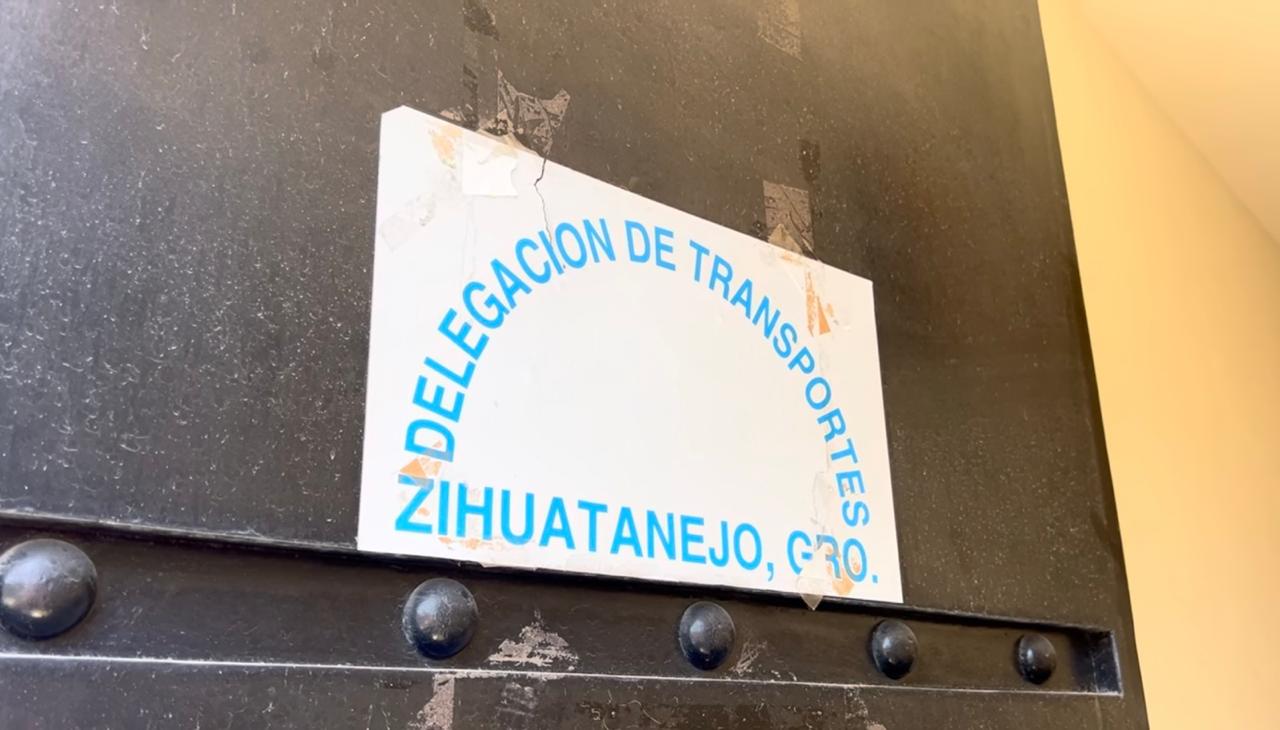 DELEGACION DE TRANSPORTES
ZIHUATANEJO, GRO.